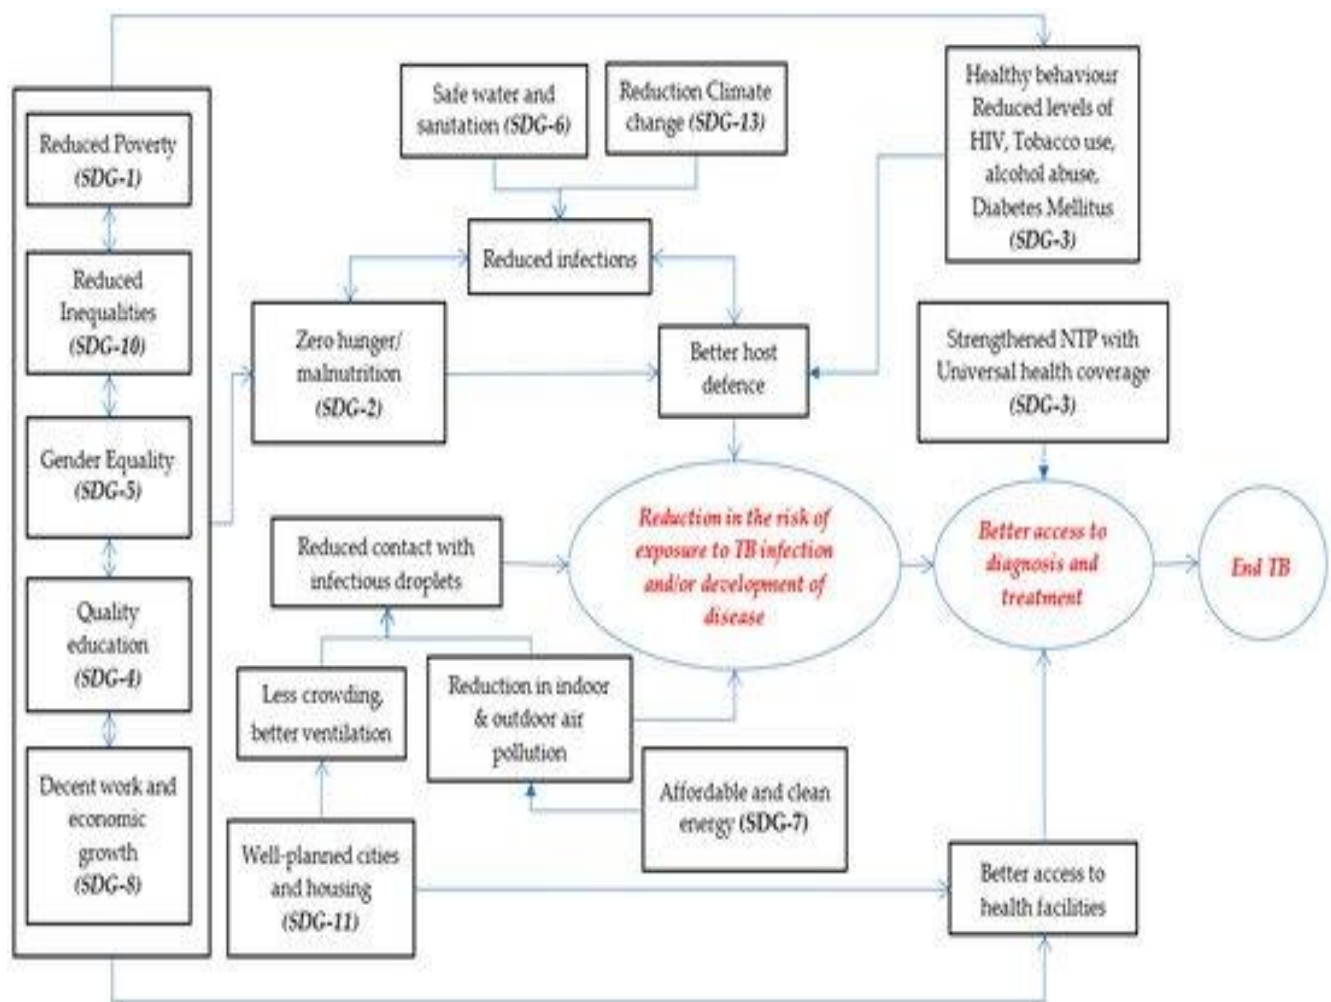 Reduced Poverty
(SDG-1)
Reduced
Inequalities
(SDG-10)
Gender Equality
(SDG-5)
Quality
education
(SDG-4)
Decent work and
economic
growth
(SDG-8)
Safe water and
sanitation (SDG-6)
Reduction Climate
change (SDG-13)
Reduced infections
Zero hunger/
malnutrition
(SDG-2)
Better host
defence
Healthy behaviour
Reduced levels of
HIV, Tobacco use,
alcohol abuse,
Diabetes Mellitus
(SDG-3)
Strengthened NTP with
Universal health coverage
(SDG-3)
Reduced contact with
infectious droplets
Reduction in the risk of
exposure to TB infection
and/or development of
disease
Better access to
diagnosis and
treatment
End TB
Less crowding,
better ventilation
Reduction in indoor
& outdoor air
pollution
Affordable and clean
energy (SDG-7)
Well-planned cities
and housing
(SDG-11)
Better access to
health facilities